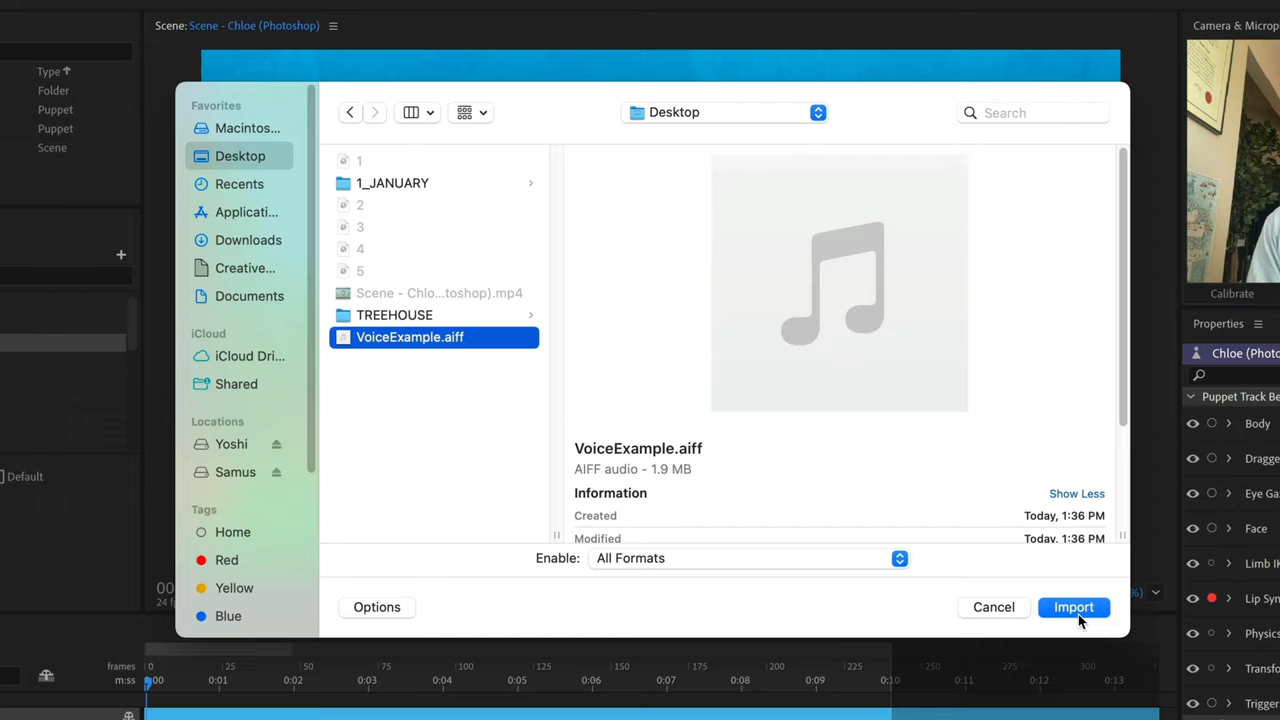 Scene: Scene - Chloe (Photoshop)
Camera & Microp
Type
Folder
Puppet
Puppet
Scene
Favorites
Macintos...
Desktop
Recents
Applicati...
Downloads
Creative...
Documents
iCloud
iCloud Dri...
Shared
Locations
Yoshi
Samus
Tags
Home
Red
Yellow
Blue
Desktop
Search
1
1_JANUARY
2
3
4
5
Scene - Chlo...toshop).mp4
TREEHOUSE
VoiceExample.aiff
VoiceExample.aiff
AIFF audio - 1.9 MB
Information
Show Less
Created
Today, 1:36 PM
Modified
Today, 1:36 PM
Enable:
All Formats
Options
Cancel
Import
Default
Calibrate
Properties
Chloe (Photo
Puppet Track Be
Body
Dragge
Eye Ga
Face
Limb IK
Lip Syn
Physics
Transfo
Trigger
00
24 f
%)
frames
0 25 50 75 100 125 150 175 200 225 250 275 300
m:ss
0:00 0:01 0:02 0:03 0:04 0:05 0:06 0:07 0:08 0:09 0:10 0:11 0:12 0:13